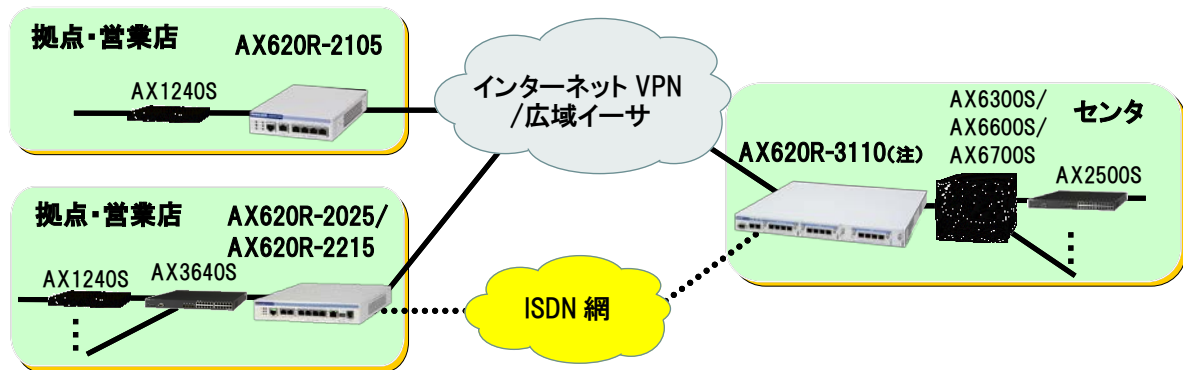 拠点・営業店
AX620R-2105
AX1240S
インターネット VPN
/広域イーサ
AX6300S/
AX6600S/
AX6700S
センタ
AX620R-3110(注)
AX2500S
拠点・営業店
AX620R-2025/
AX620R-2215
AX1240S
AX3640S
ISDN 網